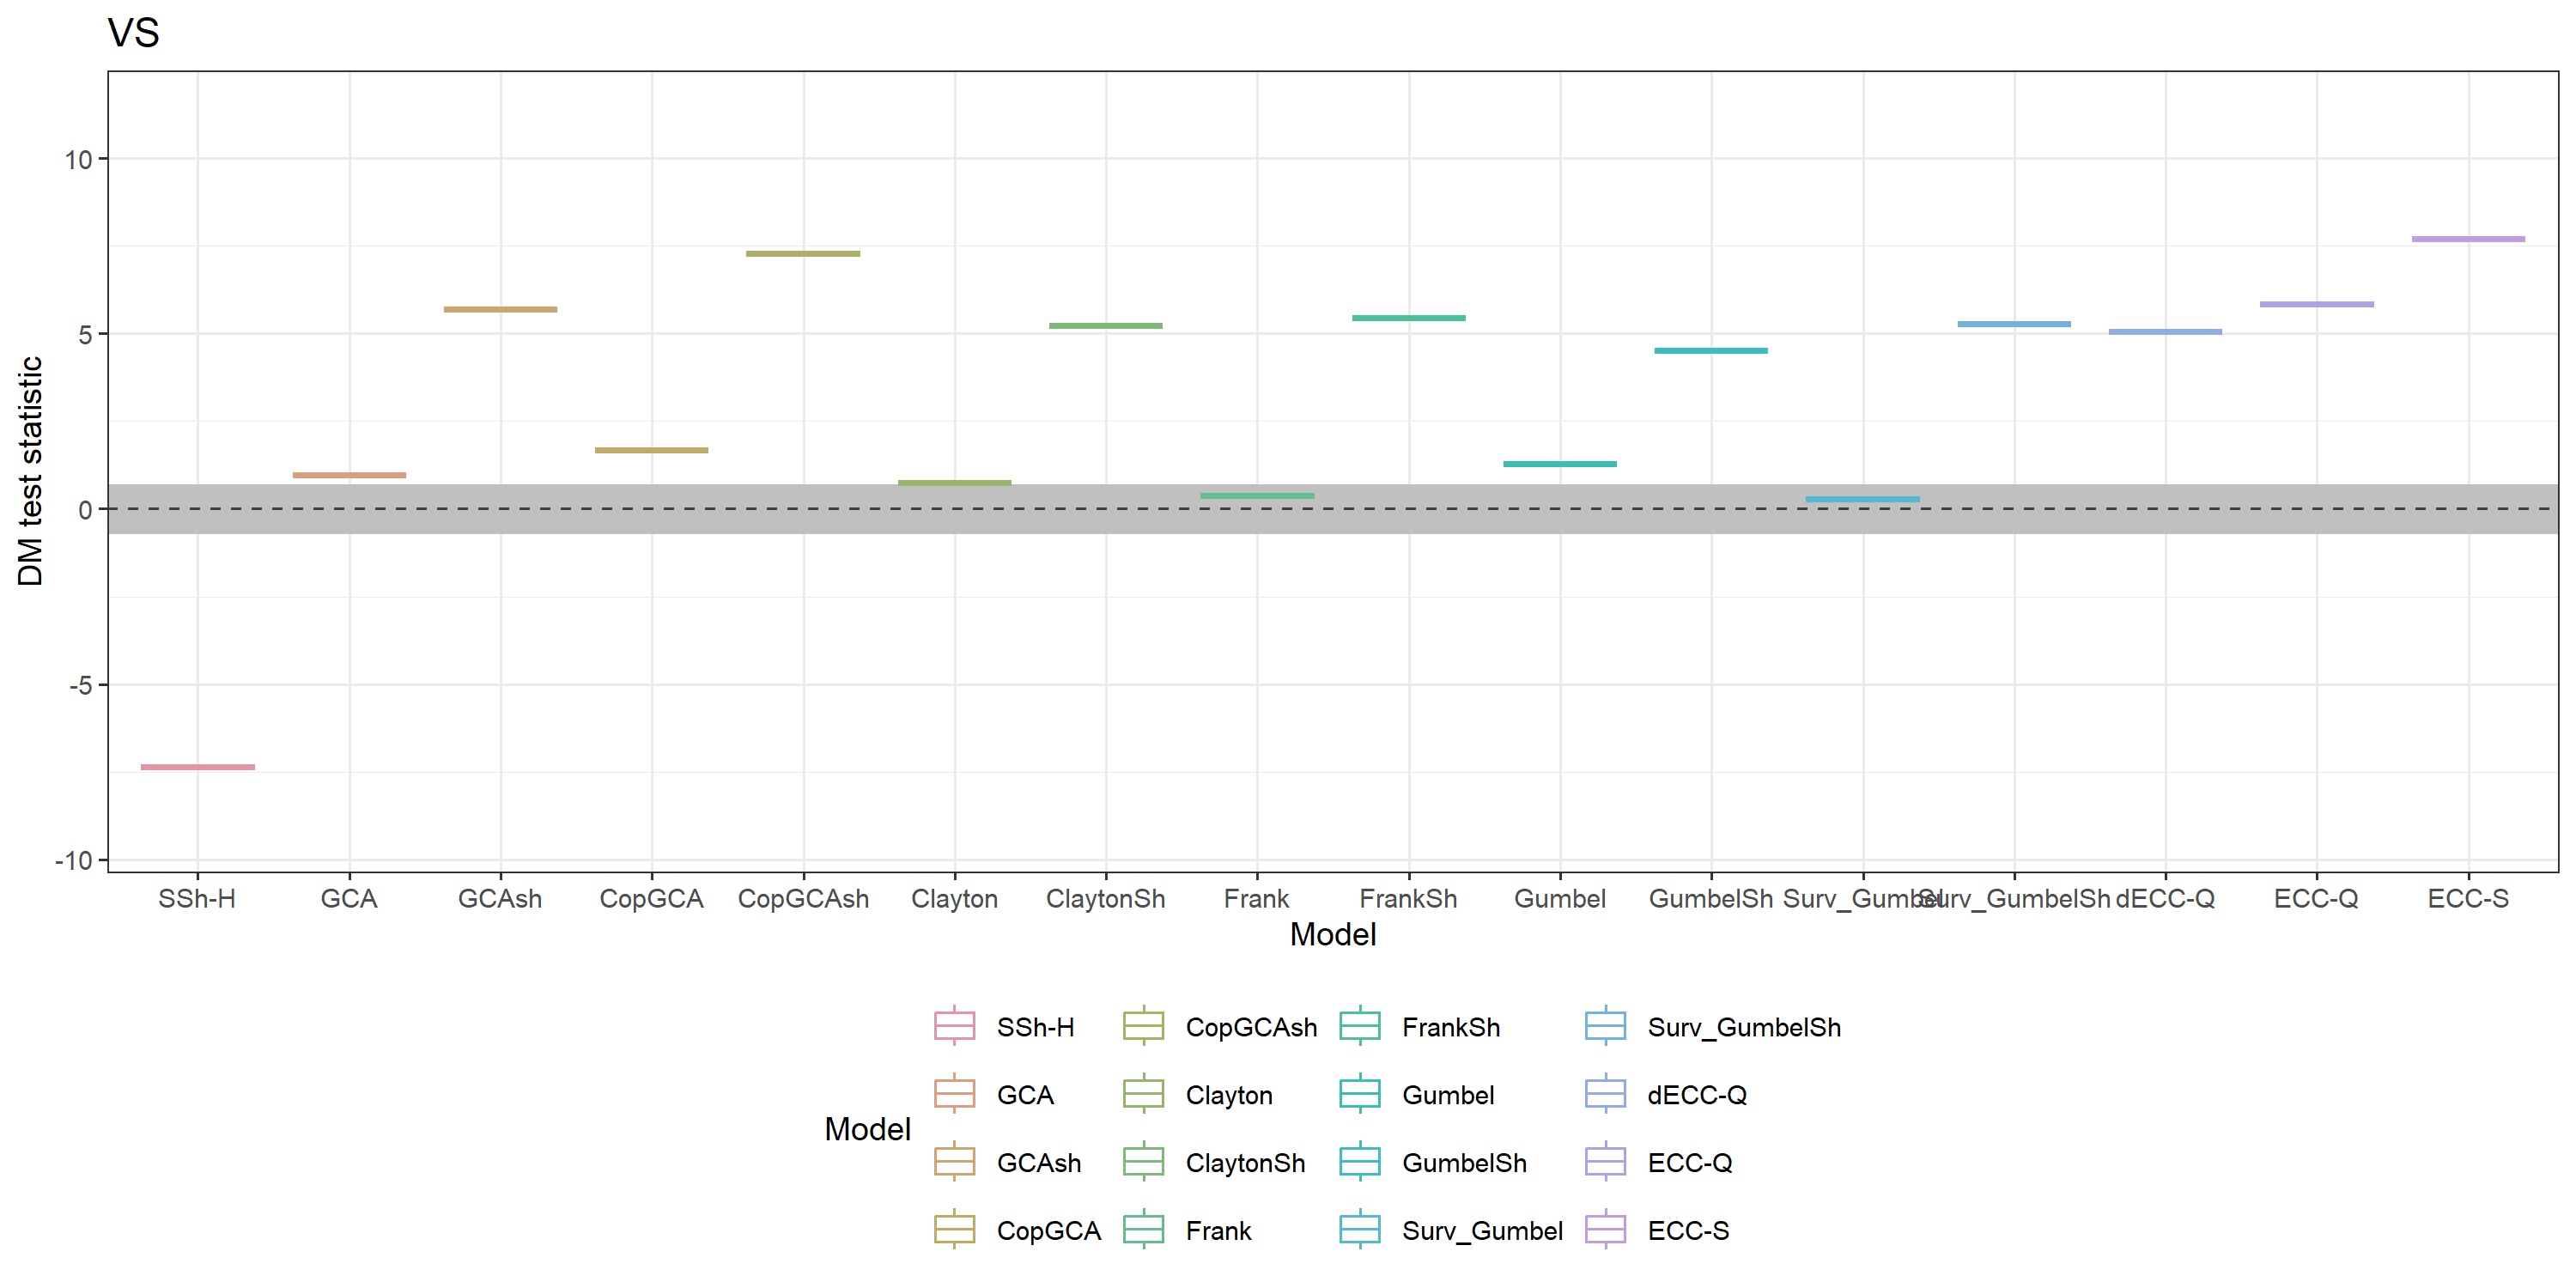 VS
DM test statistic
10
5
0
-5
-10
SSh-H GCA GCAsh CopGCA CopGCAsh Clayton ClaytonSh Frank FrankSh Gumbel GumbelSh Surv_Gumbel Surv_GumbelSh dECC-Q ECC-Q ECC-S
Model
Model
SSh-H CopGCAsh FrankSh Surv_GumbelSh
GCA Clayton Gumbel dECC-Q
GCAsh ClaytonSh GumbelSh ECC-Q
CopGCA Frank Surv_Gumbel ECC-S